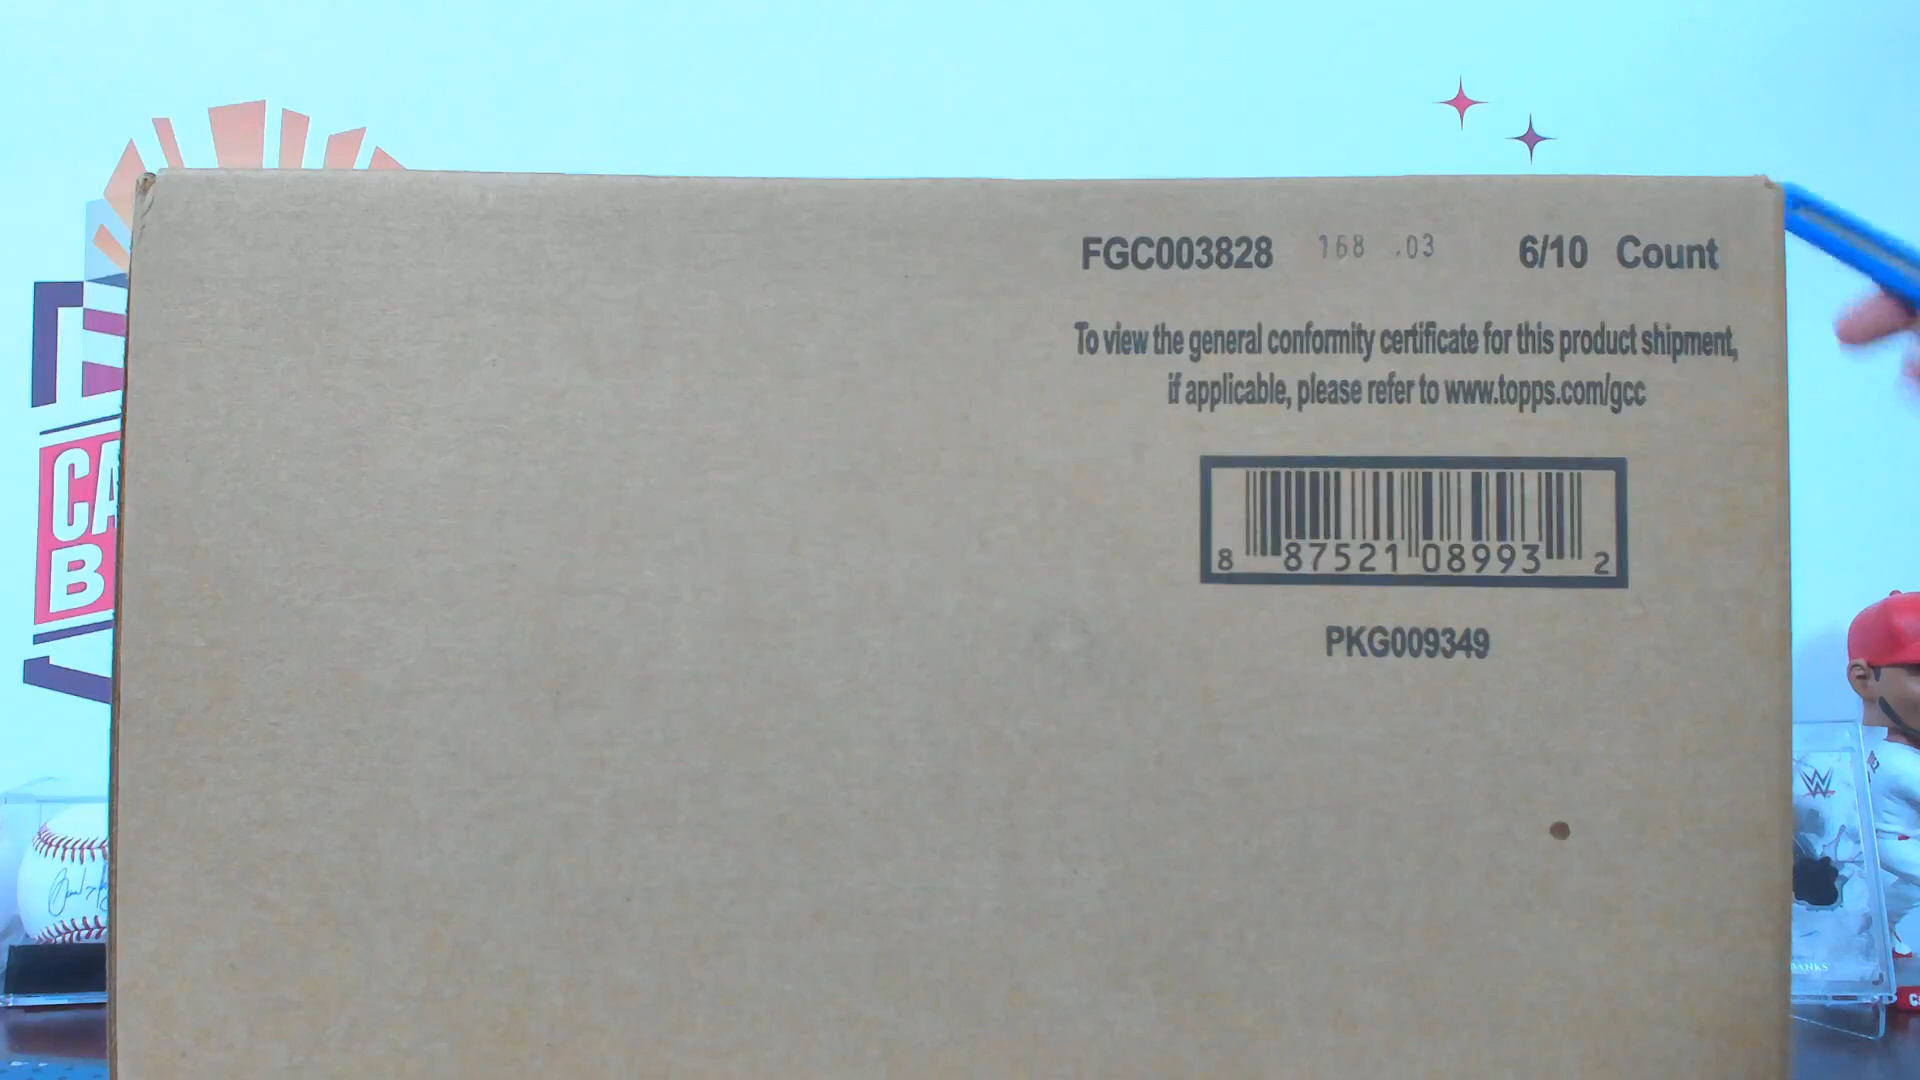 FGC003828 168 .03 6/10 Count
To view the general conformity certificate for this product shipment,
if applicable, please refer to www.topps.com/gcc
8 87521 08993 2
PKG009349
CA
B
W